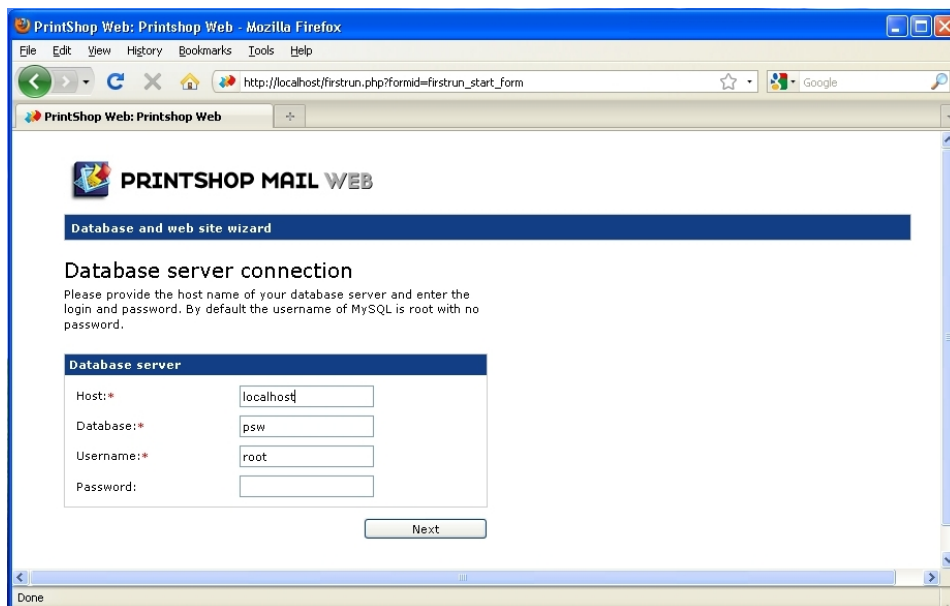 PrintShop Web: Printshop Web - Mozilla Firefox
File Edit View History Bookmarks Tools Help
http://localhost/firstrun.php?formid=firstrun_start_form Google
PrintShop Web: Printshop Web
PRINTSHOP MAIL WEB
Database and web site wizard
Database server connection
Please provide the host name of your database server and enter the
login and password. By default the username of MySQL is root with no
password.
Database server
Host:* localhost
Database:* psw
Username:* root
Password:
Next
Done